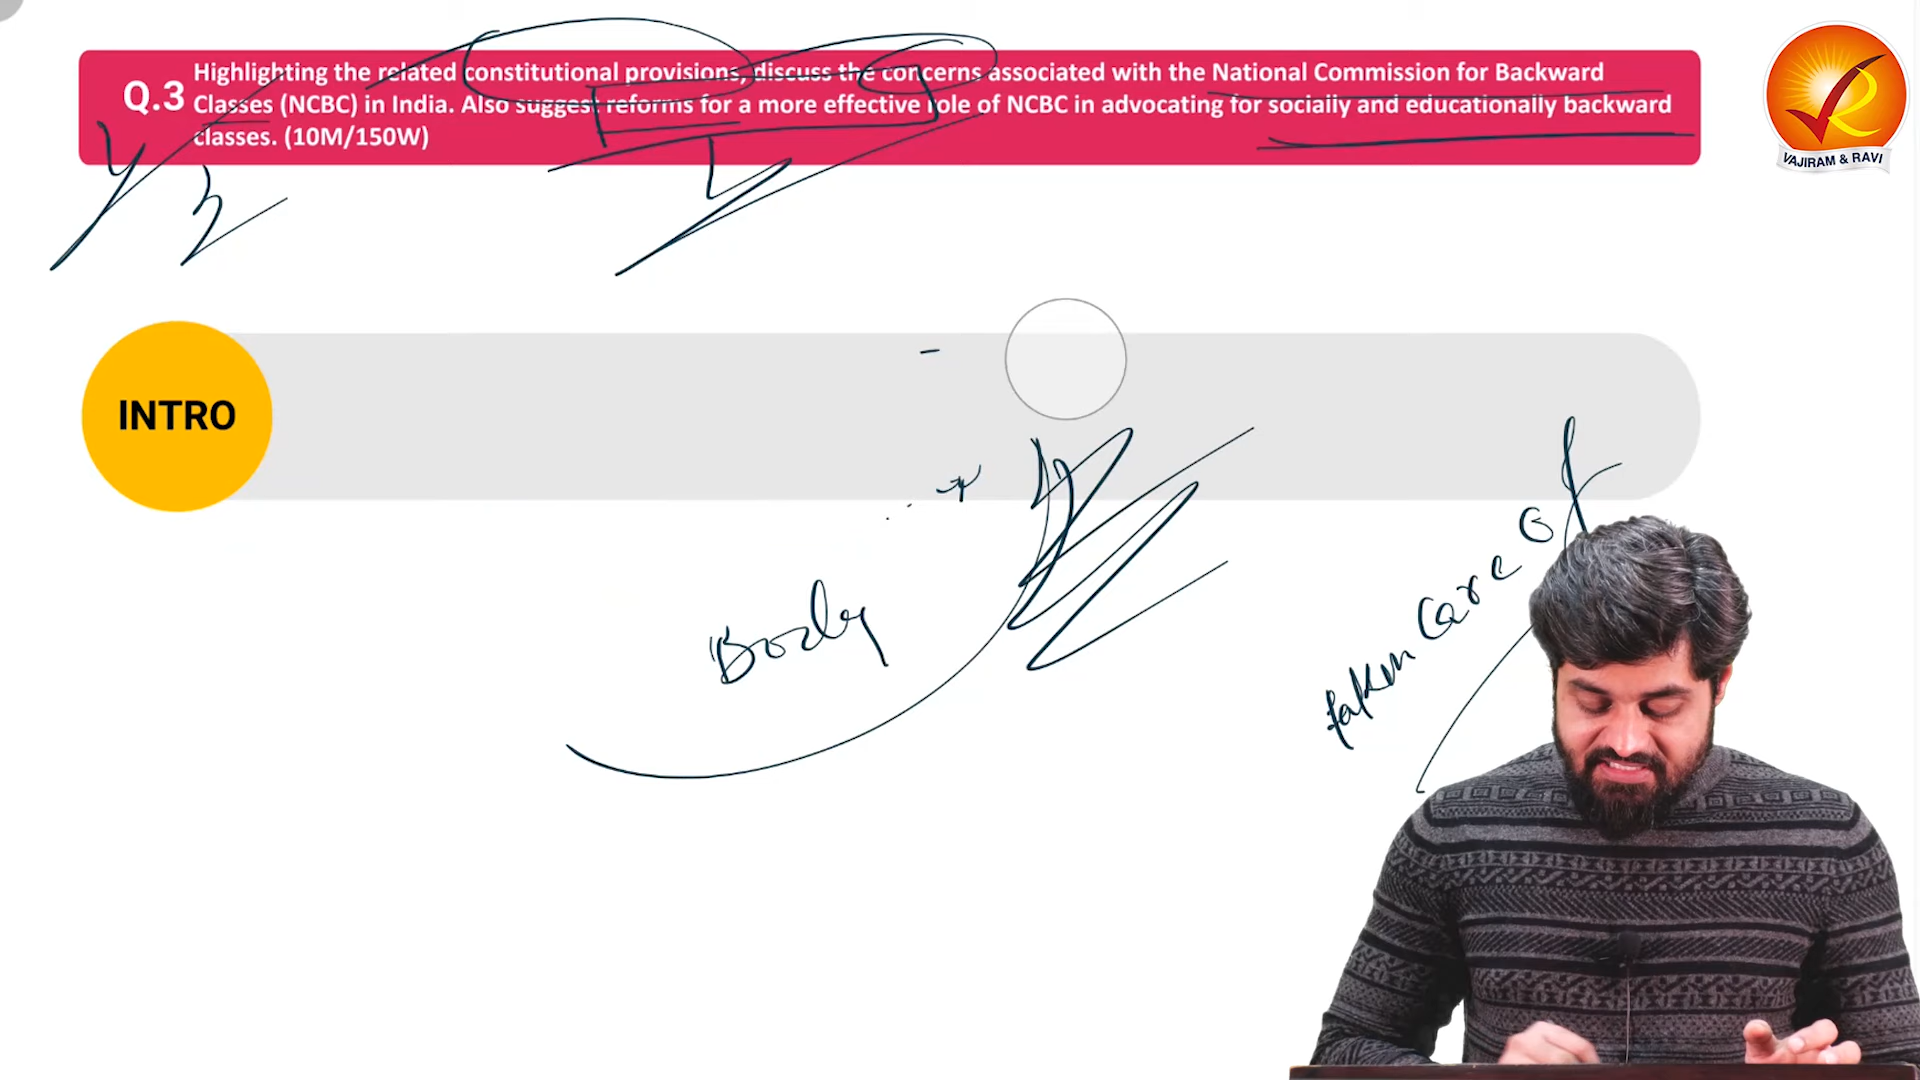 Q.3 Highlighting the related constitutional provisions, discuss the concerns associated with the National Commission for Backward
Classes (NCBC) in India. Also suggest reforms for a more effective role of NCBC in advocating for socially and educationally backward
classes. (10M/150W)
VAJIRAM & RAVI
INTRO
Body
taken care of